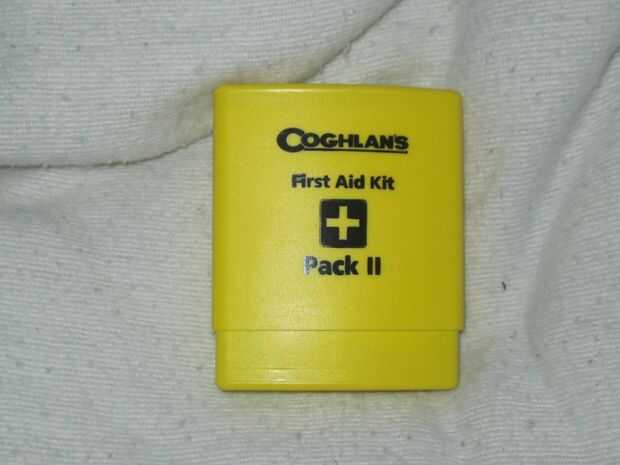 COGHLAN'S
First Aid Kit
Pack II